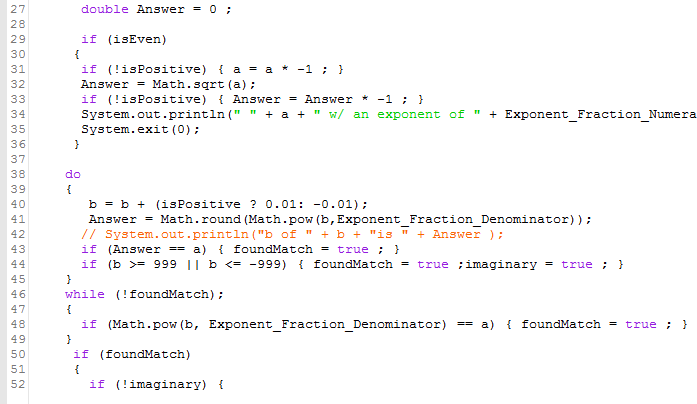 27 double Answer = 0 ;
28
29 if (isEven)
30 {
31 if (!isPositive) { a = a * -1 ; }
32 Answer = Math.sqrt(a);
33 if (!isPositive) { Answer = Answer * -1 ; }
34 System.out.println(" " + a + " w/ an exponent of " + Exponent_Fraction_Numera
35 System.exit(0);
36 }
37
38 do
39 {
40 b = b + (isPositive ? 0.01: -0.01);
41 Answer = Math.round(Math.pow(b,Exponent_Fraction_Denominator));
42 // System.out.println("b of " + b + "is " + Answer );
43 if (Answer == a) { foundMatch = true ; }
44 if (b >= 999 || b <= -999) { foundMatch = true ;imaginary = true ; }
45 }
46 while (!foundMatch);
47 {
48 if (Math.pow(b, Exponent_Fraction_Denominator) == a) { foundMatch = true ; }
49 }
50 if (foundMatch)
51 {
52 if (!imaginary) {